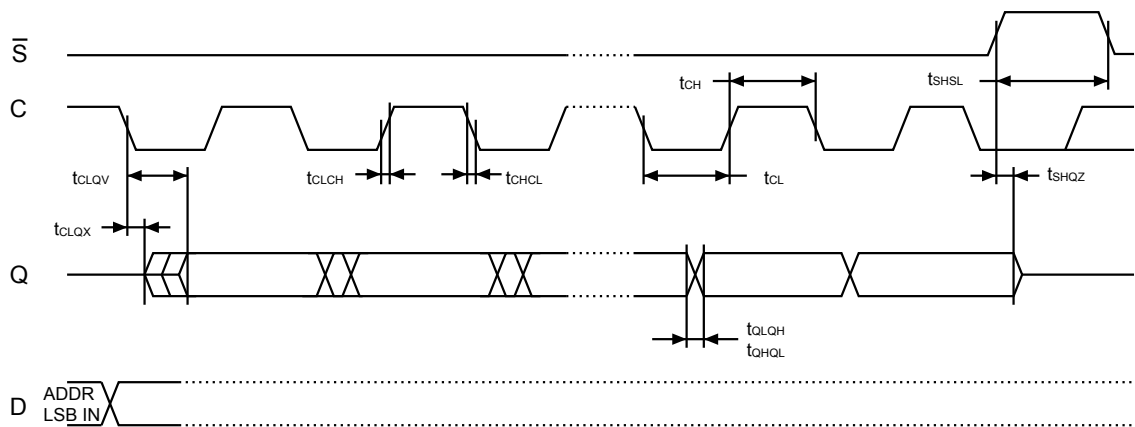 S̅
tCH
tSHSL
C
tCLQV
tCLCH
tCHCL
tCL
tSHQZ
tCLQX
Q
tQLQH
tQHQL
D
ADDR
LSB IN